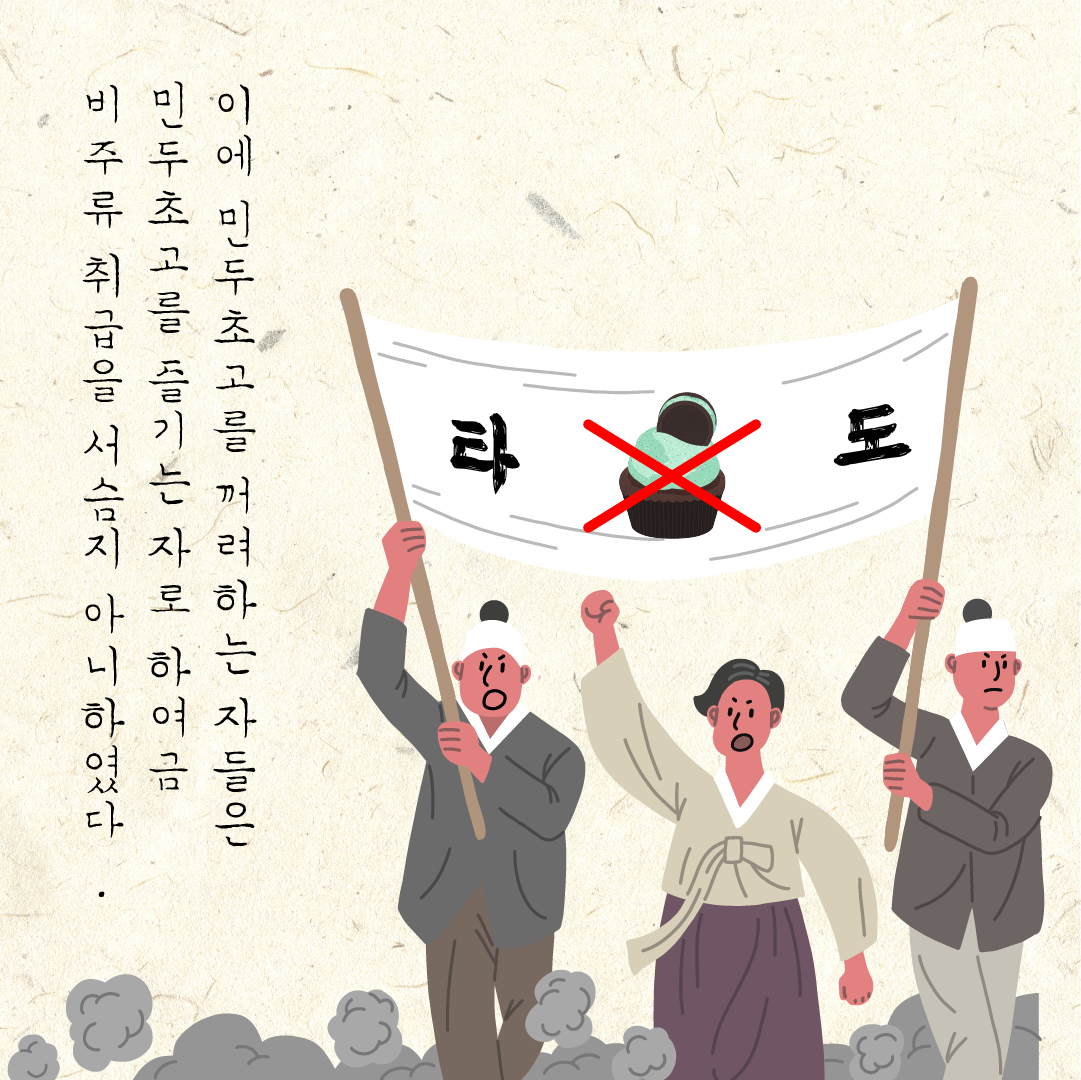 이에 민두초고를 꺼려하는 자들은
민두초고를 즐기는 자로 하여금
비주류 취급을 서슴지 아니하였다.
타도